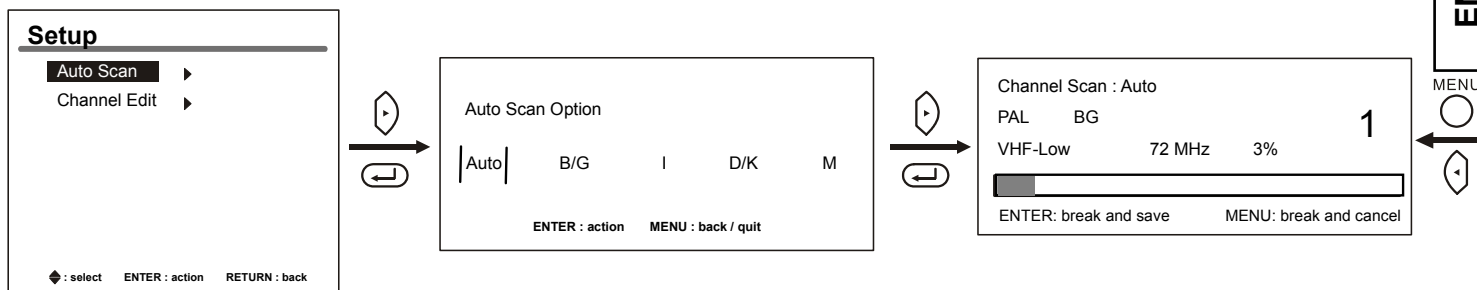 Setup
Auto Scan
Channel Edit
: select ENTER : action RETURN : back
Auto Scan Option
Auto B/G I D/K M
ENTER : action MENU : back / quit
Channel Scan : Auto
PAL BG 1
VHF-Low 72 MHz 3%
ENTER: break and save MENU: break and cancel
MENU